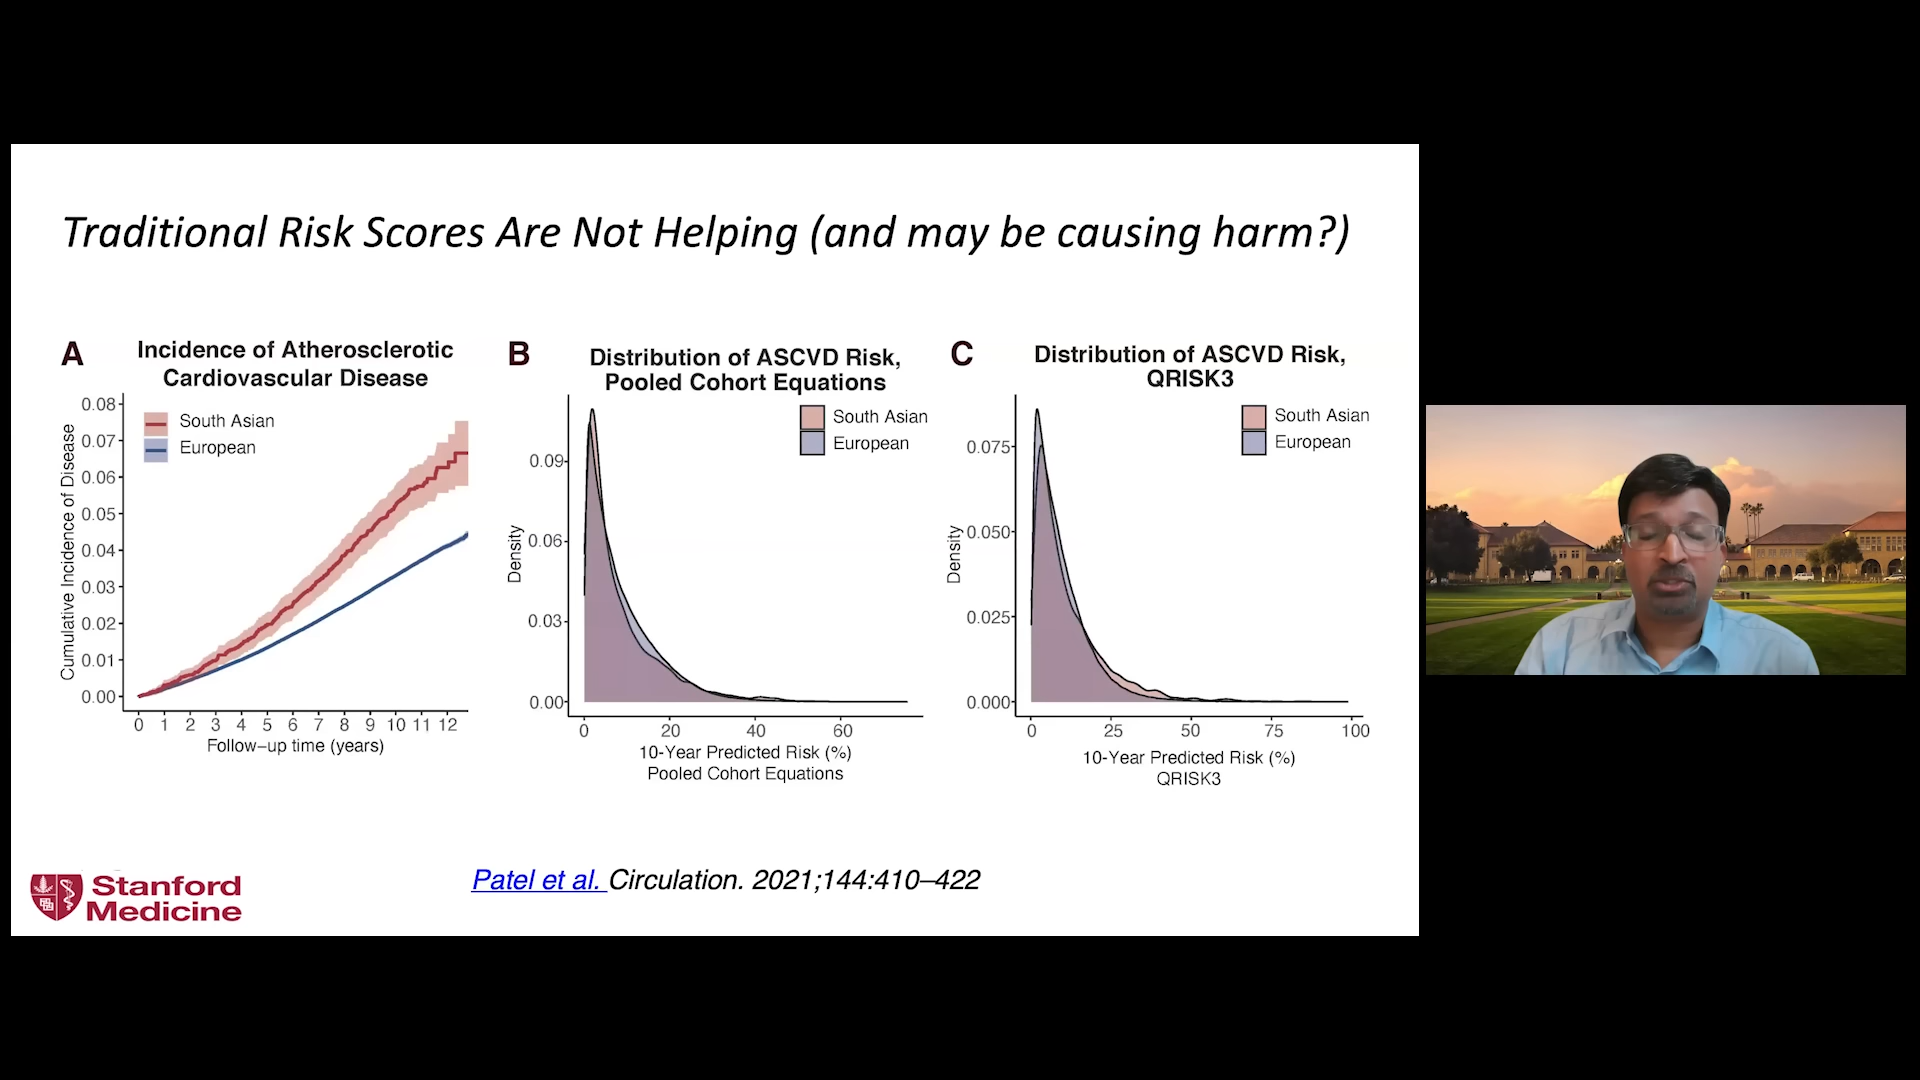 Traditional Risk Scores Are Not Helping (and may be causing harm?)
A
Incidence of Atherosclerotic
Cardiovascular Disease
Cumulative Incidence of Disease
0.08
0.07
0.06
0.05
0.04
0.03
0.02
0.01
0.00
South Asian
European
0 1 2 3 4 5 6 7 8 9 10 11 12
Follow-up time (years)
B
Distribution of ASCVD Risk,
Pooled Cohort Equations
Density
0.09
0.06
0.03
0.00
South Asian
European
0 20 40 60
10-Year Predicted Risk (%)
Pooled Cohort Equations
C
Distribution of ASCVD Risk,
QRISK3
Density
0.075
0.050
0.025
0.000
South Asian
European
0 25 50 75 100
10-Year Predicted Risk (%)
QRISK3
Stanford
Medicine
Patel et al. Circulation. 2021;144:410–422